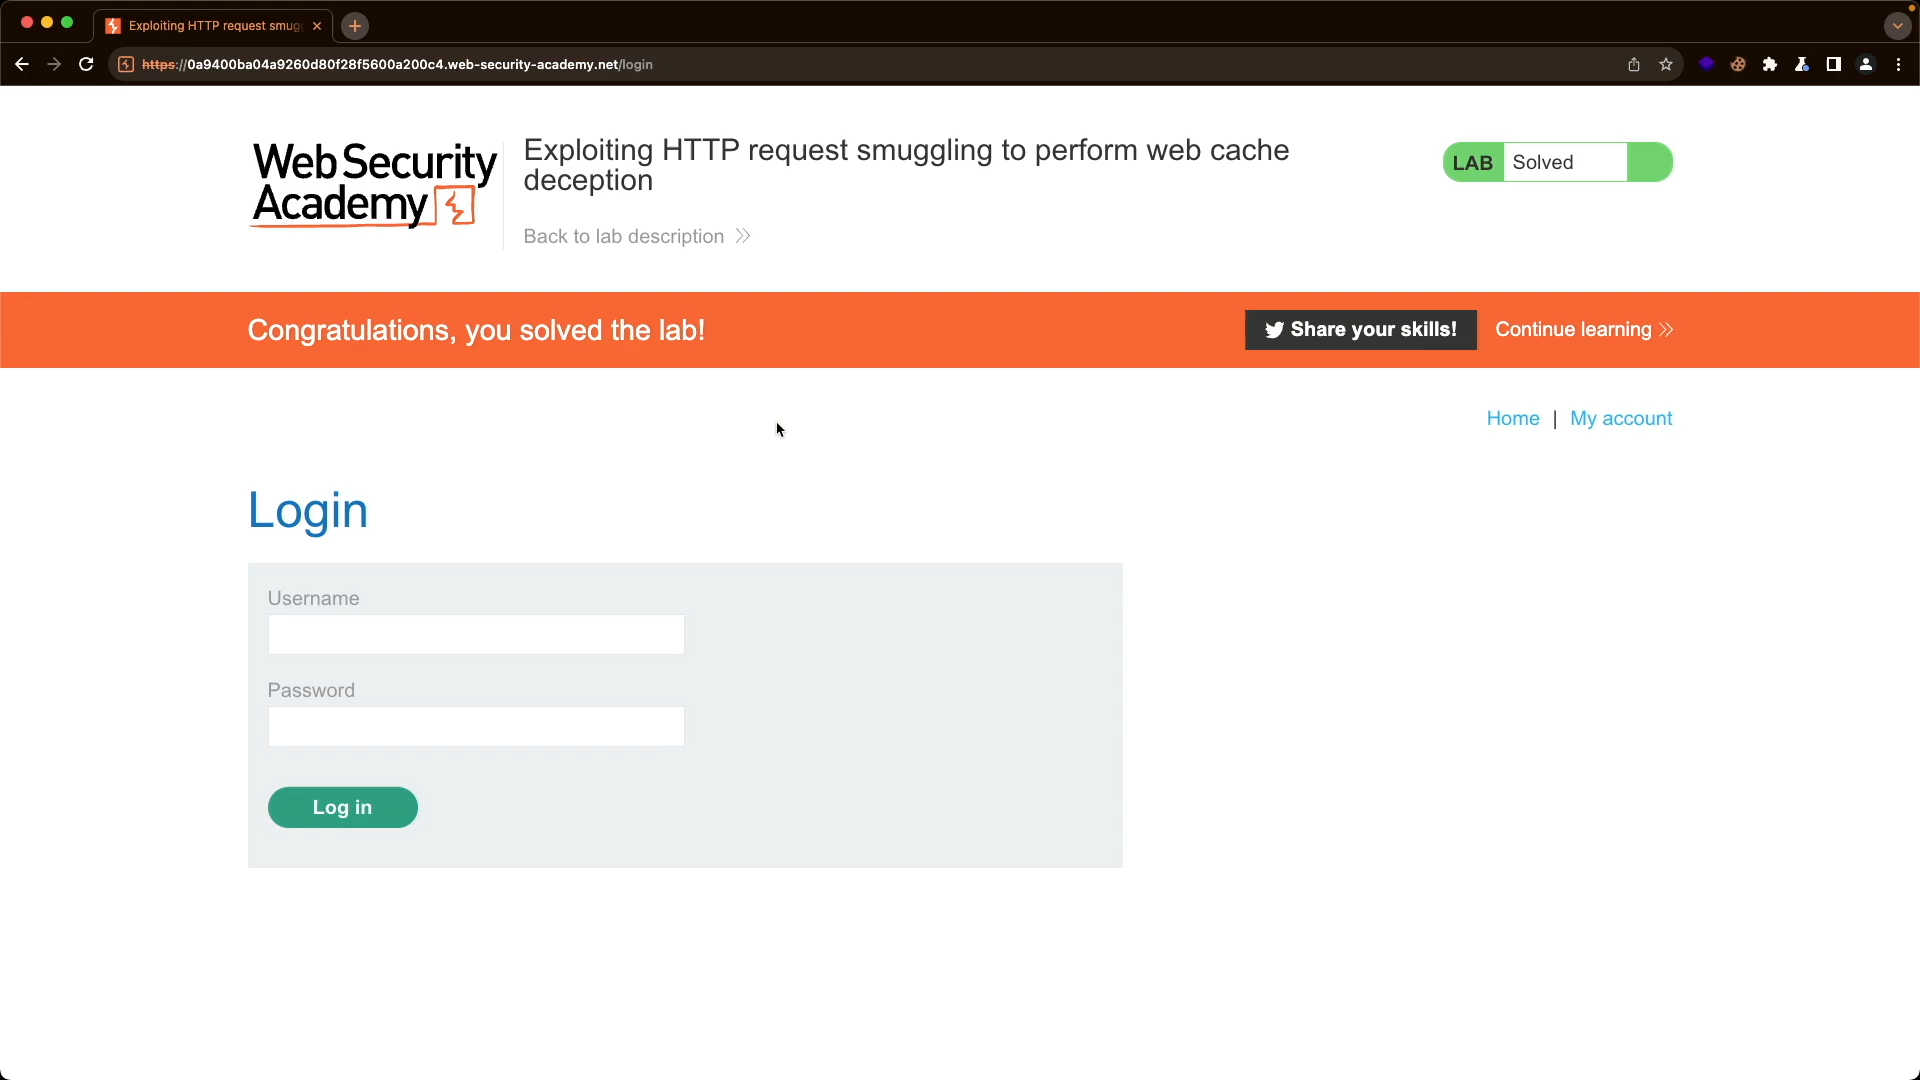 Exploiting HTTP request smug
https://0a9400ba04a9260d80f28f5600a200c4.web-security-academy.net/login
Web Security
Academy
Exploiting HTTP request smuggling to perform web cache
deception
Back to lab description
LAB Solved
Congratulations, you solved the lab!
Share your skills!
Continue learning
Home | My account
Login
Username
Password
Log in